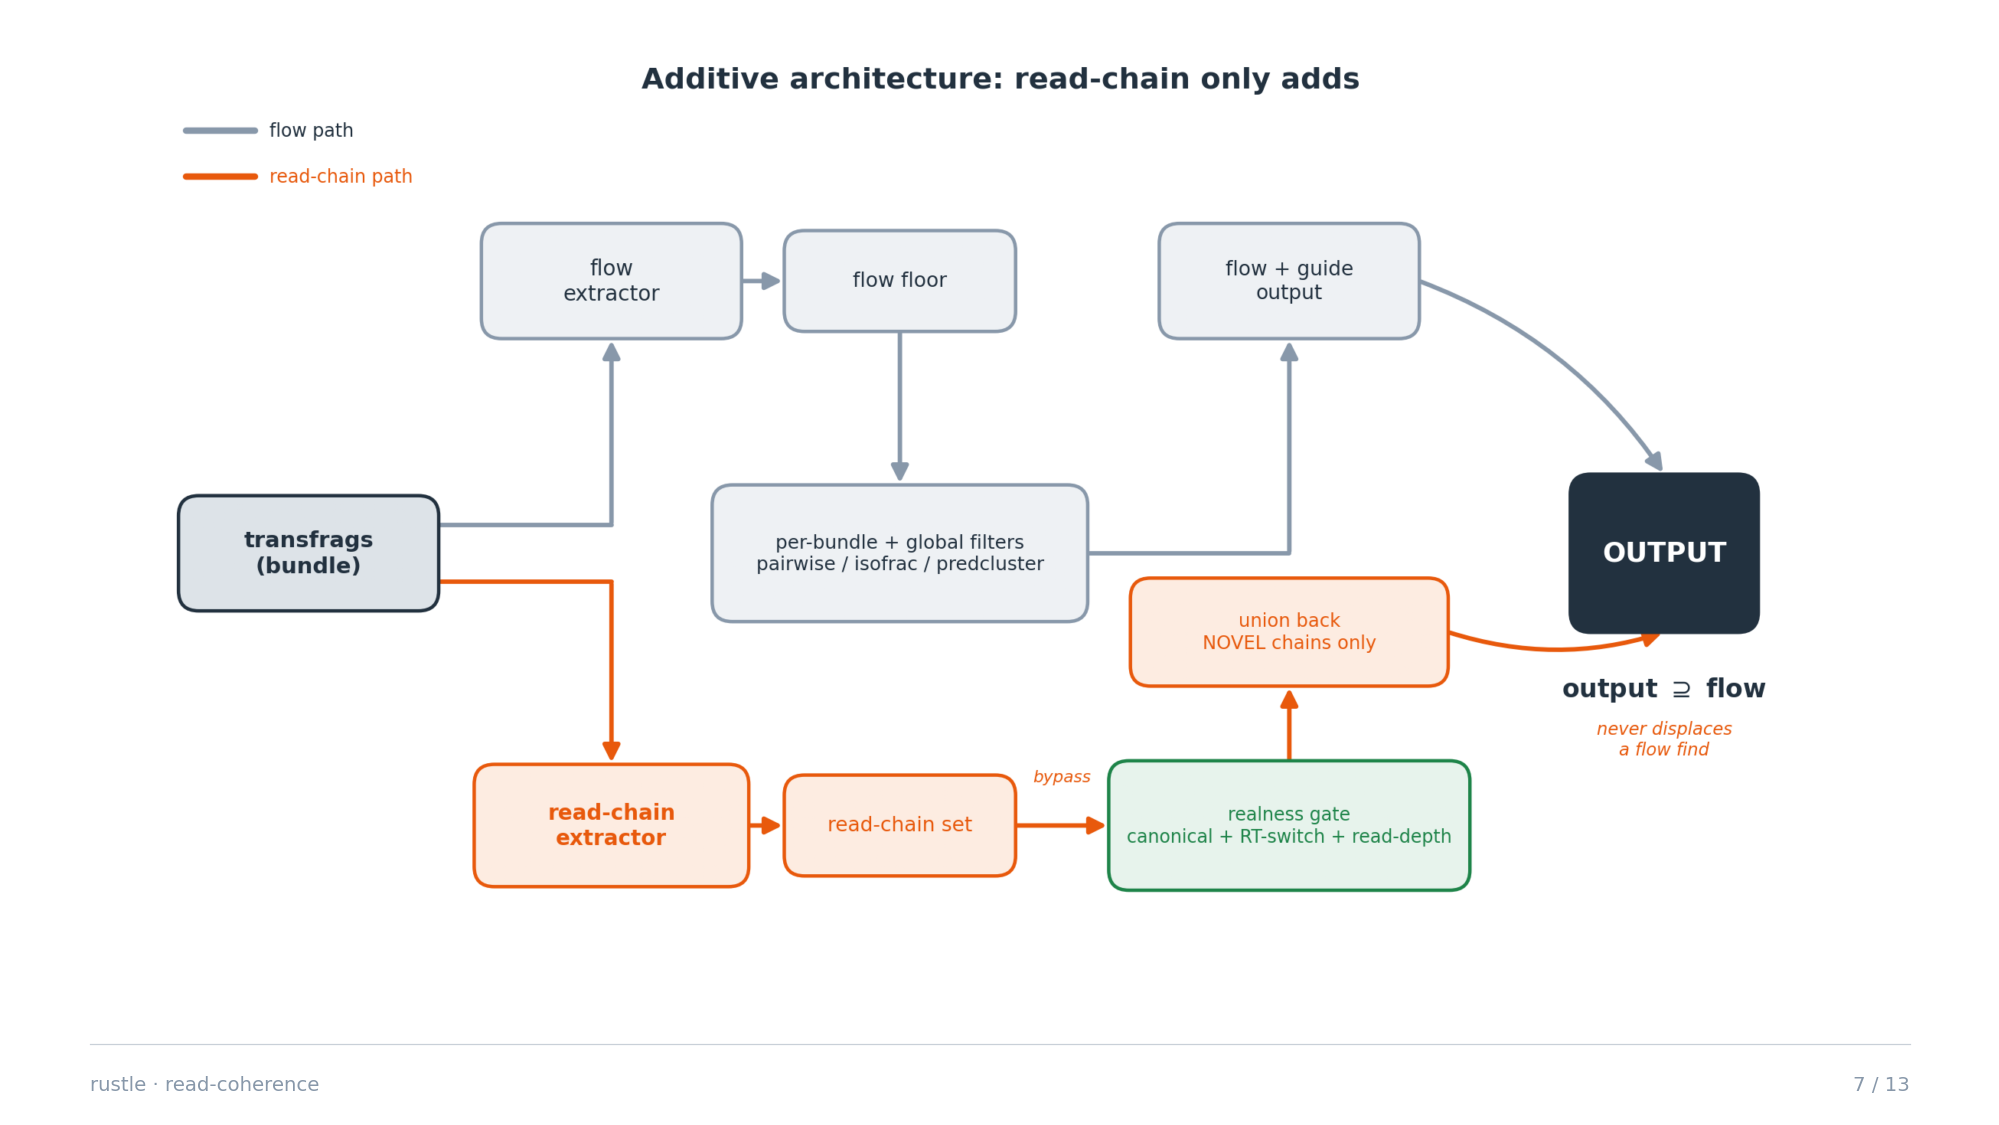 Additive architecture: read-chain only adds
flow path
read-chain path
flow
extractor
flow floor
flow + guide
output
transfrags
(bundle)
per-bundle + global filters
pairwise / isofrac / predcluster
OUTPUT
union back
NOVEL chains only
output ⊇ flow
never displaces
a flow find
read-chain
extractor
read-chain set
bypass
realness gate
canonical + RT-switch + read-depth
rustle · read-coherence
7 / 13